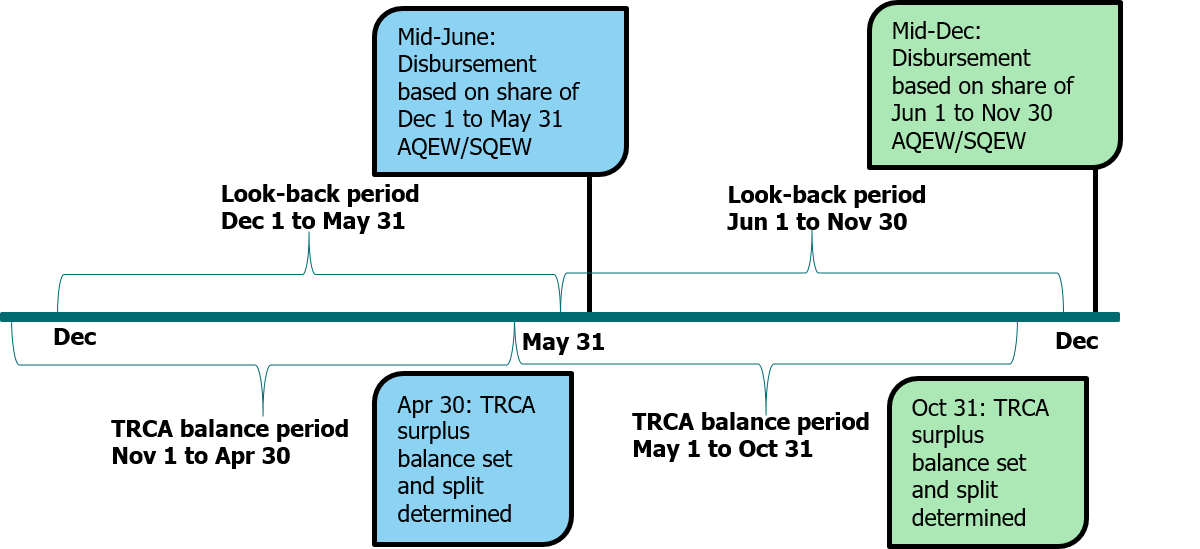 Mid-June:
Disbursement
based on share of
Dec 1 to May 31
AQEW/SQEW
Mid-Dec:
Disbursement
based on share of
Jun 1 to Nov 30
AQEW/SQEW
Look-back period
Dec 1 to May 31
Look-back period
Jun 1 to Nov 30
Dec
May 31
Dec
TRCA balance period
Nov 1 to Apr 30
Apr 30: TRCA
surplus
balance set
and split
determined
TRCA balance period
May 1 to Oct 31
Oct 31: TRCA
surplus
balance set
and split
determined